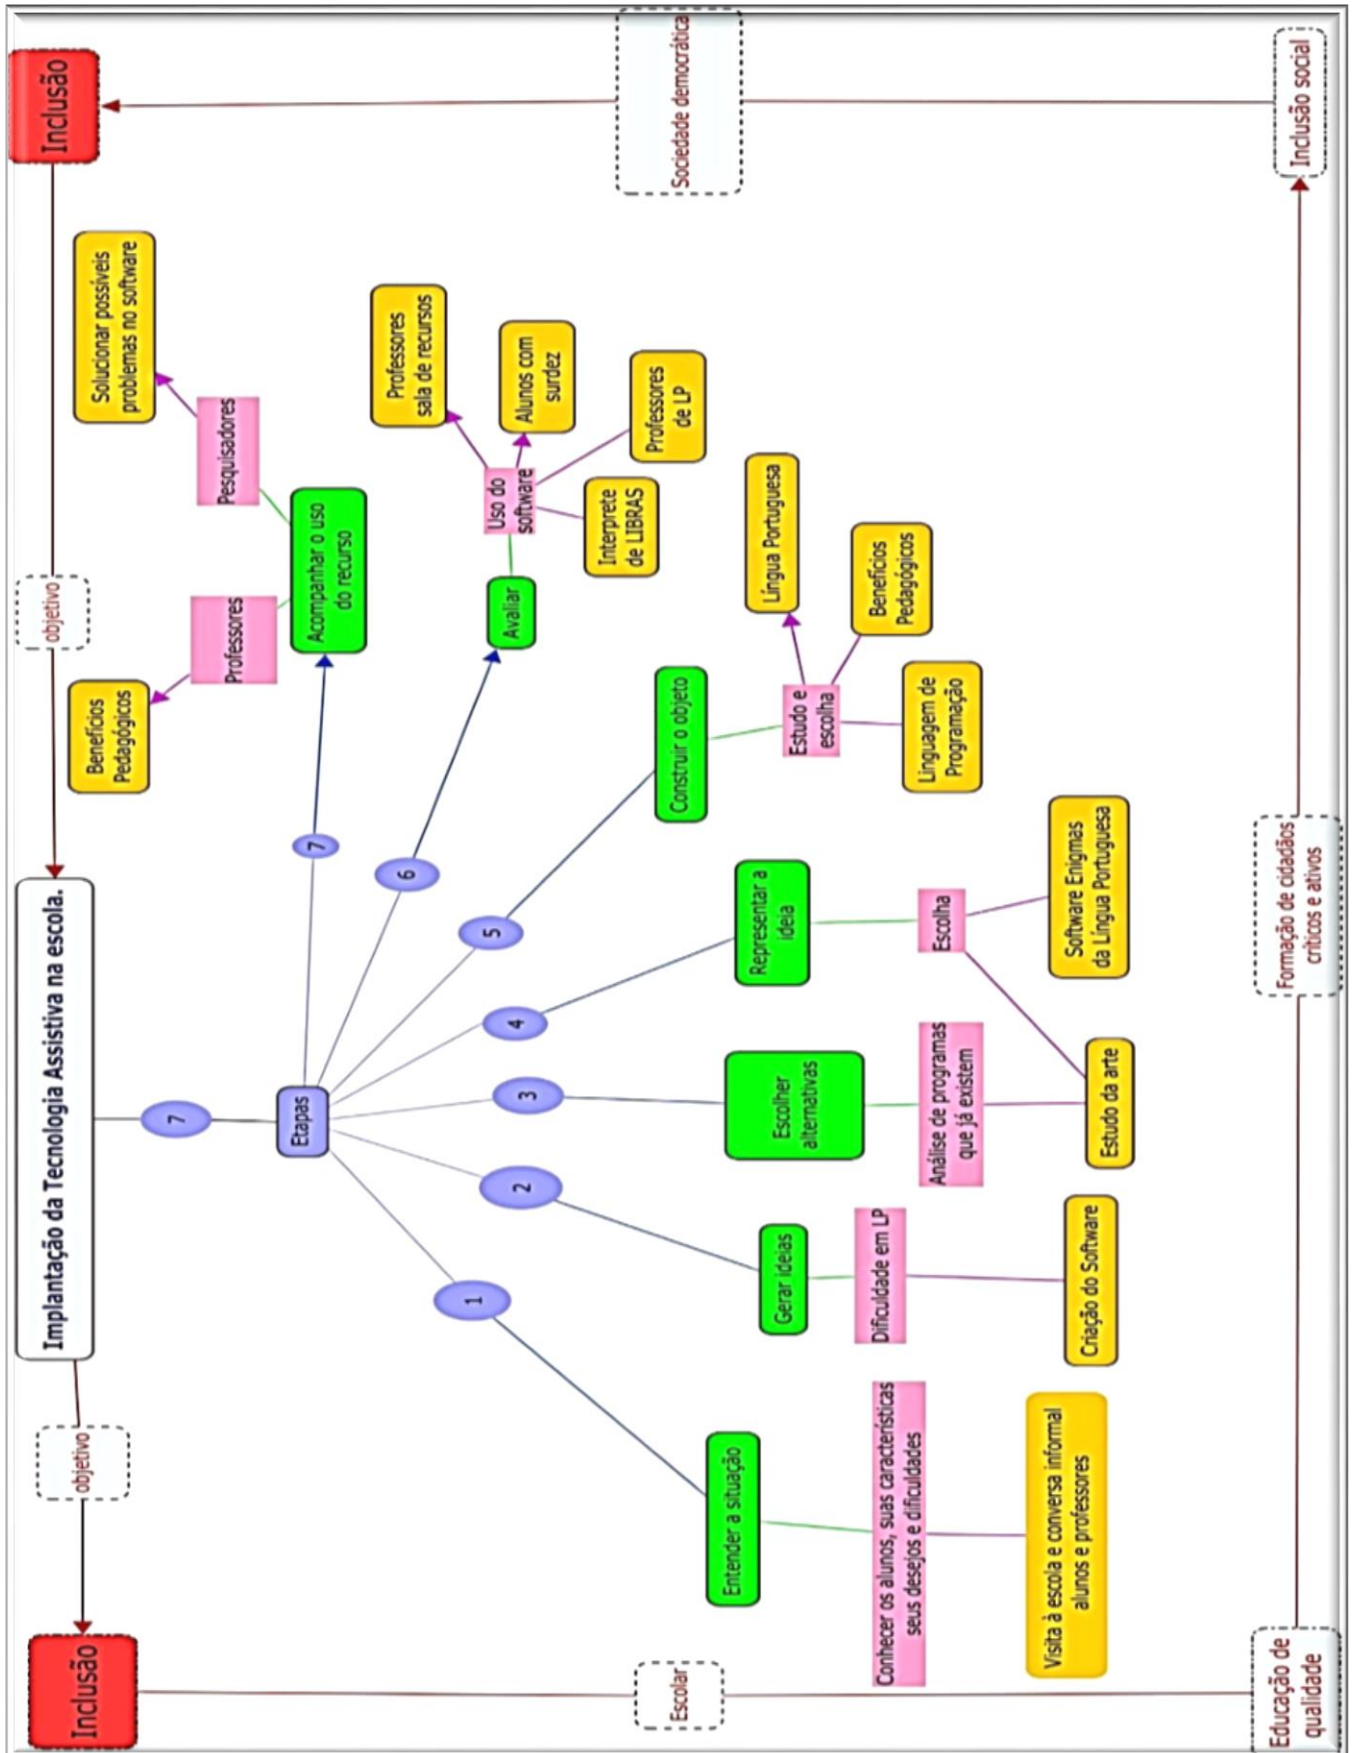 Inclusão
objetivo
Implantação da Tecnologia Assistiva na escola.
objetivo
Inclusão
7
Etapas
1
2
3
4
5
6
7
Entender a situação
Conhecer os alunos, suas características
seus desejos e dificuldades
Visita à escola e conversa informal
alunos e professores
Gerar ideias
Dificuldade em LP
Criação do Software
Escolher
alternativas
Análise de programas
que já existem
Estudo da arte
Representar a
ideia
Escolha
Software Enigmas
da Língua Portuguesa
Construir o objeto
Estudo e
escolha
Linguagem de
Programação
Benefícios
Pedagógicos
Língua Portuguesa
Avaliar
Uso do
software
Interprete
de LIBRAS
Professores
de LP
Alunos com
surdez
Professores
sala de recursos
Acompanhar o uso
do recurso
Professores
Benefícios
Pedagógicos
Pesquisadores
Solucionar possíveis
problemas no software
Escolar
Educação de
qualidade
Formação de cidadãos
críticos e ativos
Inclusão social
Sociedade democrática